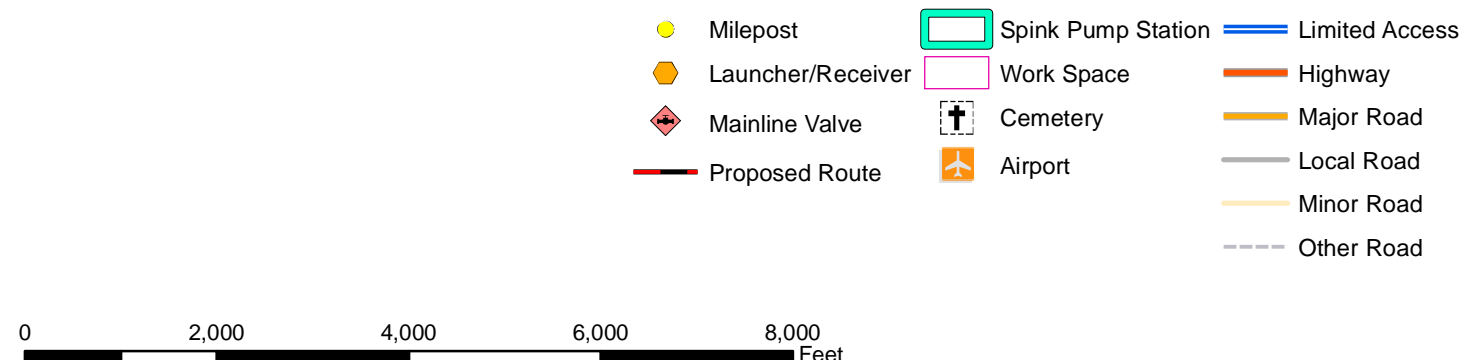 Milepost
Launcher/Receiver
Mainline Valve
Proposed Route
Spink Pump Station
Work Space
Cemetery
Airport
Limited Access
Highway
Major Road
Local Road
Minor Road
Other Road
0 2,000 4,000 6,000 8,000
Feet